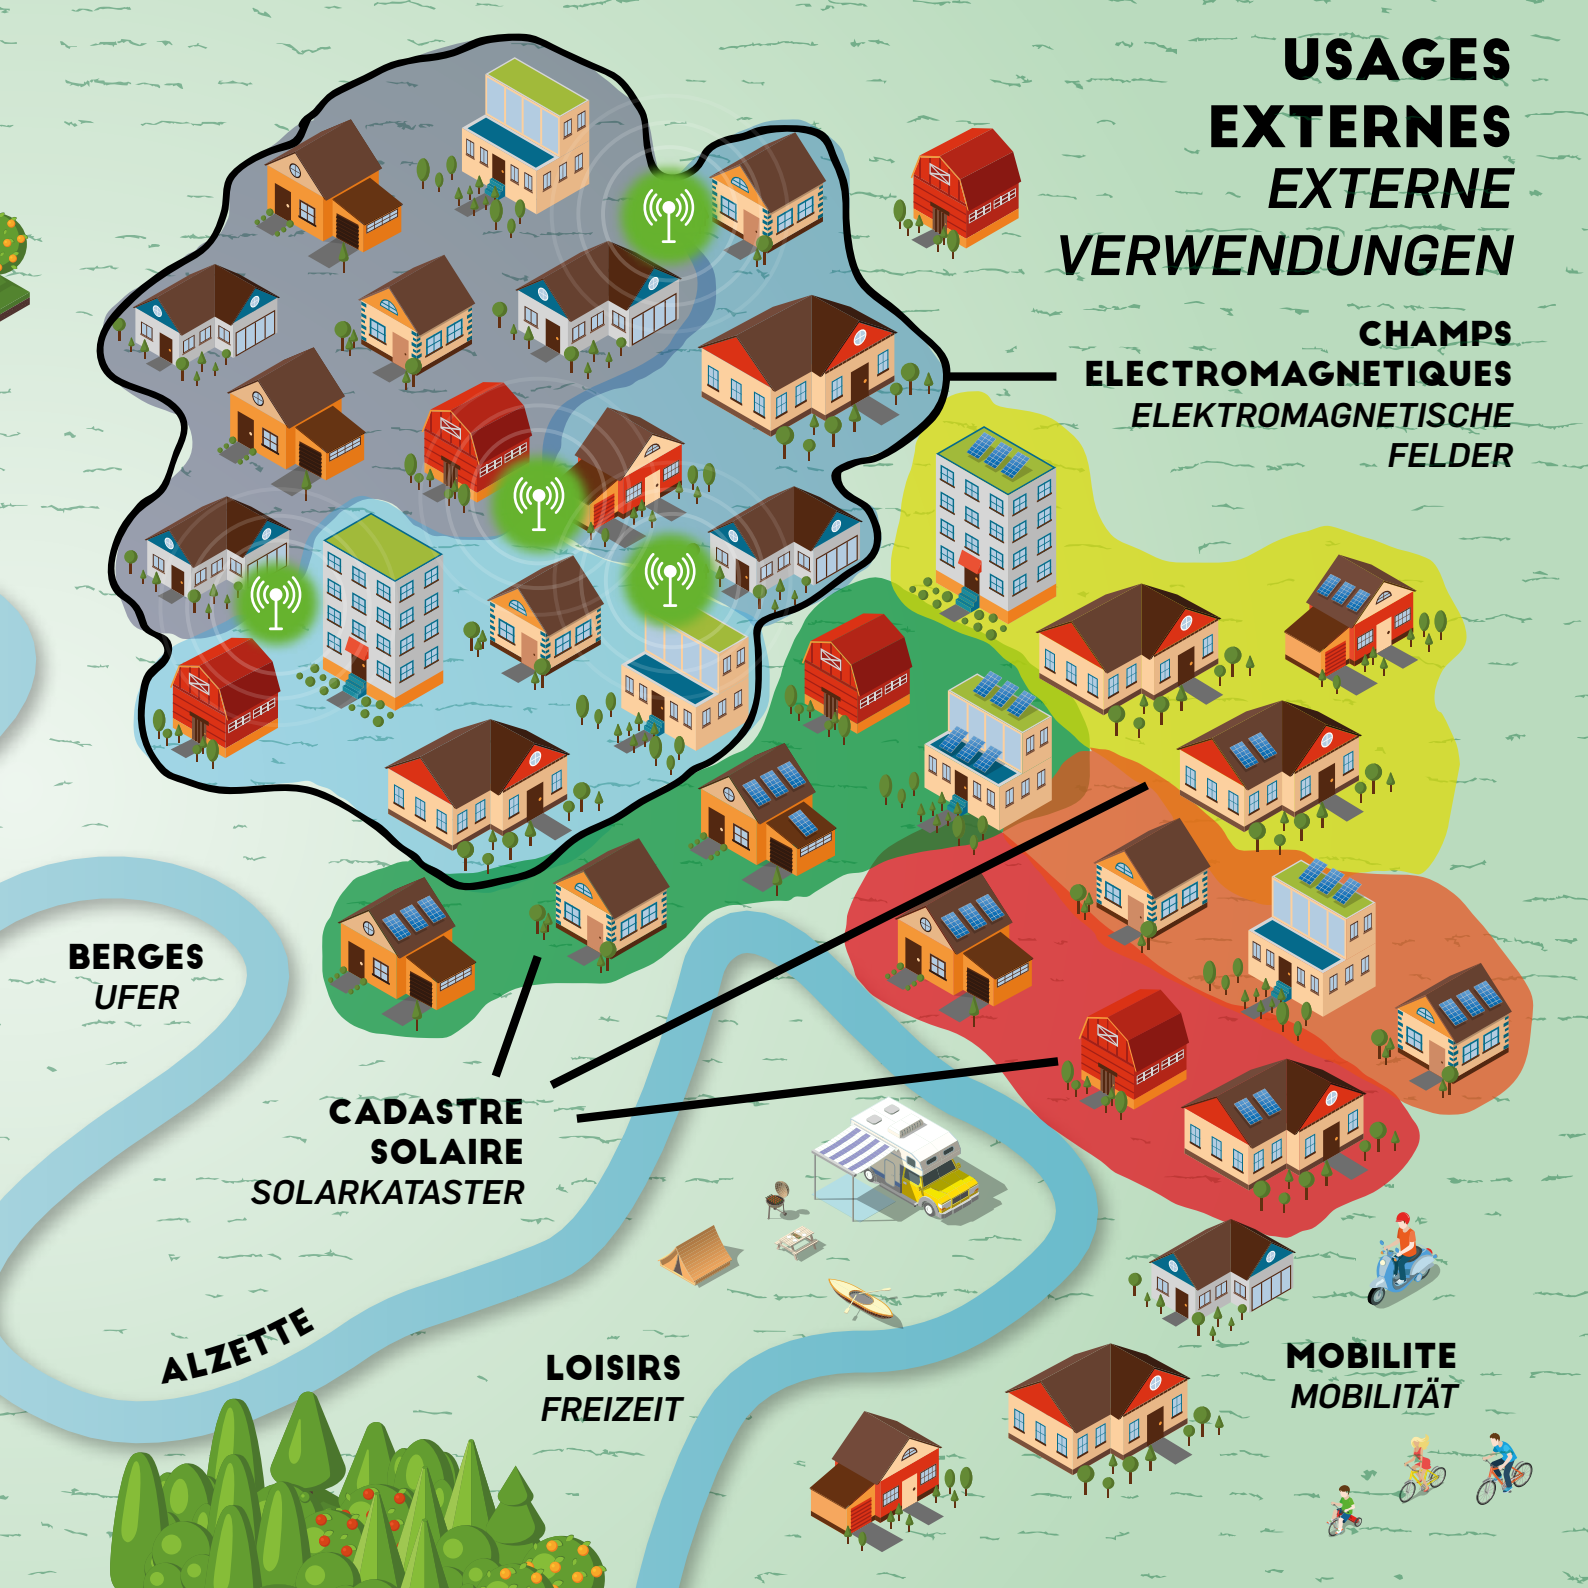 USAGES
EXTERNES
EXTERNE
VERWENDUNGEN
CHAMPS
ELECTROMAGNETIQUES
ELEKTROMAGNETISCHE
FELDER
BERGES
UFER
CADASTRE
SOLAIRE
SOLARKATASTER
ALZETTE
LOISIRS
FREIZEIT
MOBILITE
MOBILITÄT